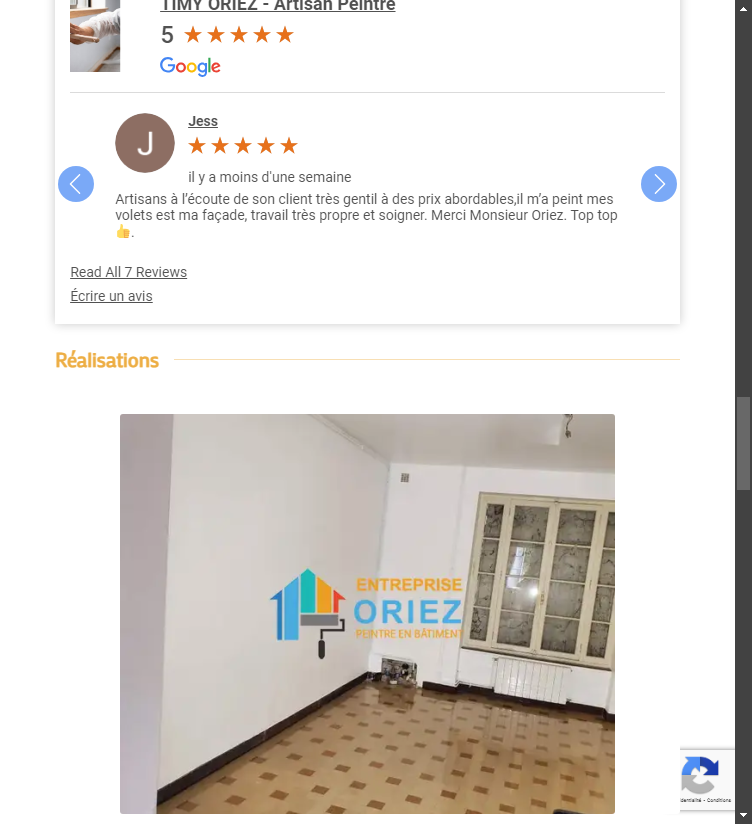 TIMY ORIEZ - Artisan Peintre
5
Google
J
Jess
il y a moins d'une semaine
Artisans à l’écoute de son client très gentil à des prix abordables,il m’a peint mes
volets est ma façade, travail très propre et soigner. Merci Monsieur Oriez. Top top
👍.
Read All 7 Reviews
Écrire un avis
Réalisations
ENTREPRISE
ORIEZ
PEINTRE EN BÂTIMENT
- Conditions